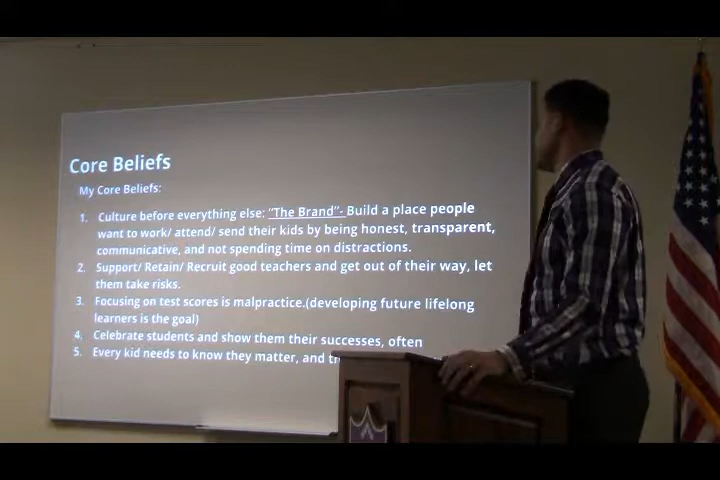 Core Beliefs
My Core Beliefs:
1. Culture before everything else: "The Brand"- Build a place people
want to work/ attend/ send their kids by being honest, transparent,
communicative, and not spending time on distractions.
2. Support/ Retain/ Recruit good teachers and get out of their way, let
them take risks.
3. Focusing on test scores is malpractice.(developing future lifelong
learners is the goal)
4. Celebrate students and show them their successes, often
5. Every kid needs to know they matter, and